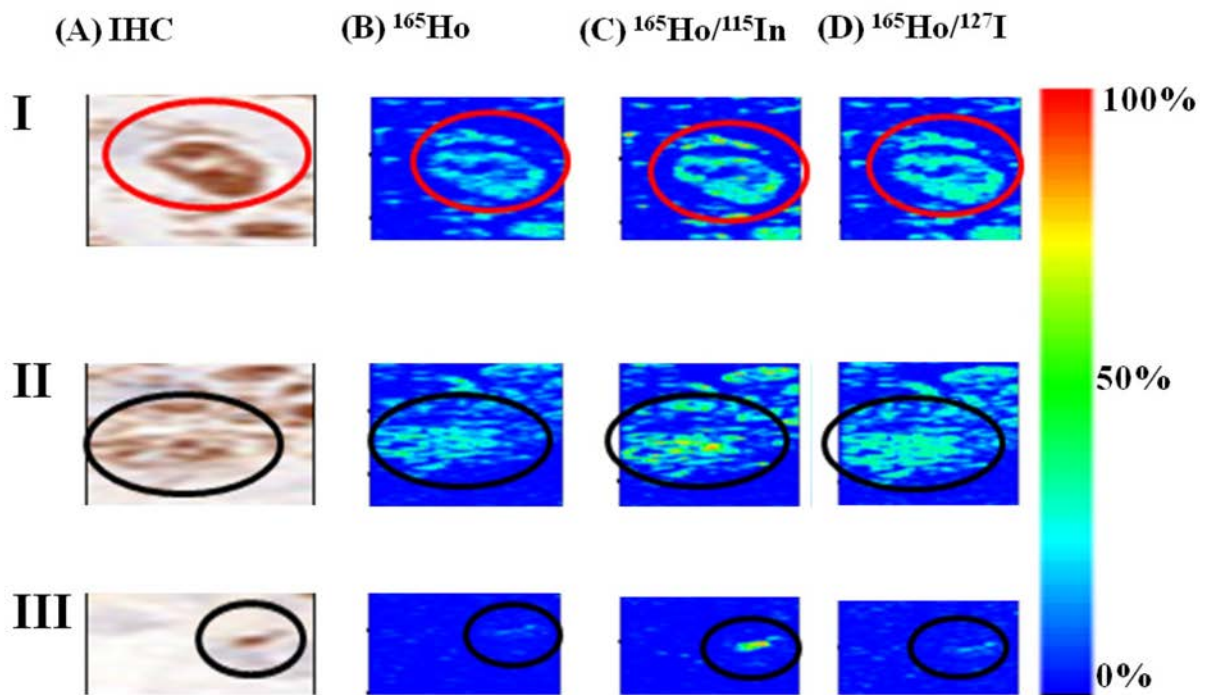 (A) IHC
(B) ¹⁶⁵Ho
(C) ¹⁶⁵Ho/¹¹⁵In
(D) ¹⁶⁵Ho/¹²⁷I
I
100%
II
50%
III
0%